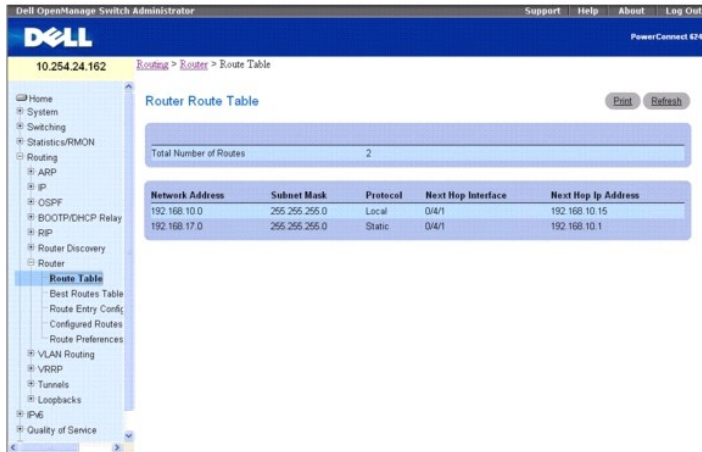 Dell OpenManage Switch Administrator
Support Help About Log Out
DELL
PowerConnect 624
10.254.24.162
Routing > Router > Route Table
Home
System
Switching
Statistics/RMON
Routing
ARP
IP
OSPF
BOOTP/DHCP Relay
RIP
Router Discovery
Router
Route Table
Best Routes Table
Route Entry Config
Configured Routes
Route Preferences
VLAN Routing
VRRP
Tunnels
Loopbacks
IPv6
Quality of Service
Router Route Table
Print Refresh
Total Number of Routes 2
Network Address Subnet Mask Protocol Next Hop Interface Next Hop Ip Address
192.168.10.0 255.255.255.0 Local 0/4/1 192.168.10.15
192.168.17.0 255.255.255.0 Static 0/4/1 192.168.10.1